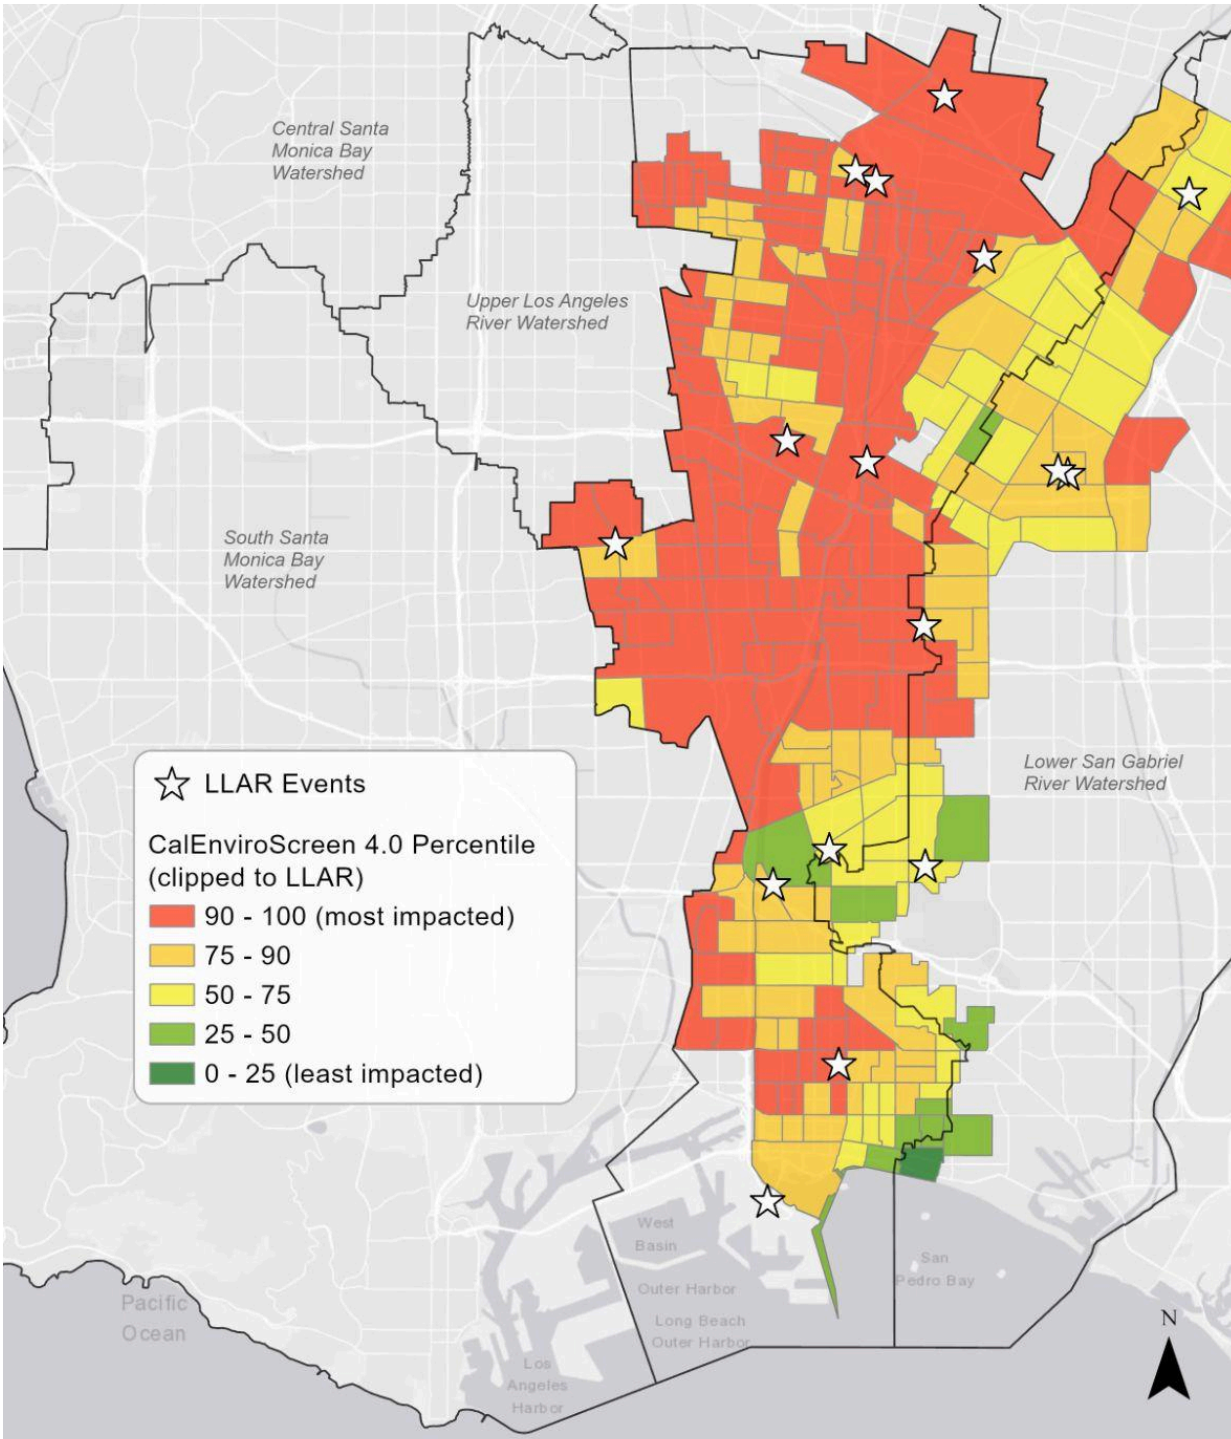 Central Santa
Monica Bay
Watershed
Upper Los Angeles
River Watershed
South Santa
Monica Bay
Watershed
Lower San Gabriel
River Watershed
LLAR Events
CalEnviroScreen 4.0 Percentile
(clipped to LLAR)
90 - 100 (most impacted)
75 - 90
50 - 75
25 - 50
0 - 25 (least impacted)
West
Basin
San
Pedro Bay
Outer Harbor
Long Beach
Outer Harbor
Pacific
Ocean
Los
Angeles
Harbor
N